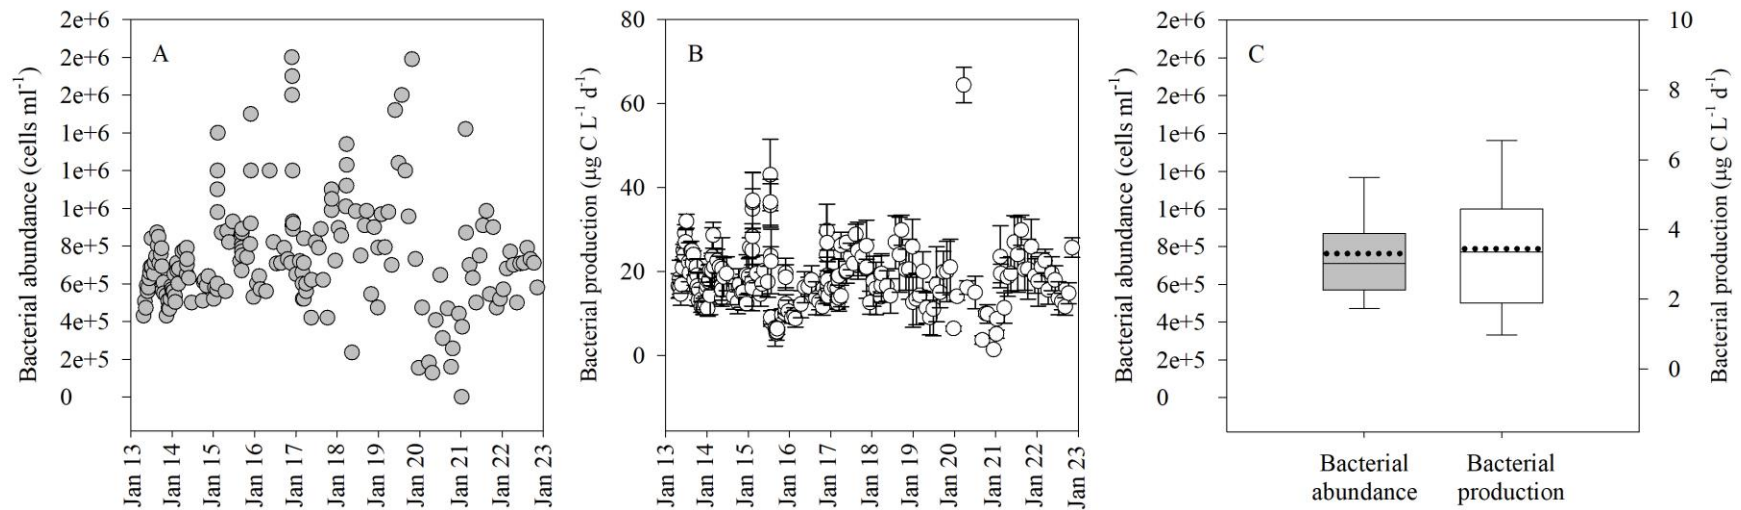 A
Bacterial abundance (cells ml⁻¹)
2e+6
2e+6
2e+6
1e+6
1e+6
1e+6
8e+5
6e+5
4e+5
2e+5
0
Jan 13
Jan 14
Jan 15
Jan 16
Jan 17
Jan 18
Jan 19
Jan 20
Jan 21
Jan 22
Jan 23
B
Bacterial production (µg C L⁻¹ d⁻¹)
80
60
40
20
0
Jan 13
Jan 14
Jan 15
Jan 16
Jan 17
Jan 18
Jan 19
Jan 20
Jan 21
Jan 22
Jan 23
C
Bacterial abundance (cells ml⁻¹)
2e+6
2e+6
2e+6
1e+6
1e+6
1e+6
8e+5
6e+5
4e+5
2e+5
0
Bacterial
abundance
Bacterial
production
10
8
6
4
2
0
Bacterial production (µg C L⁻¹ d⁻¹)